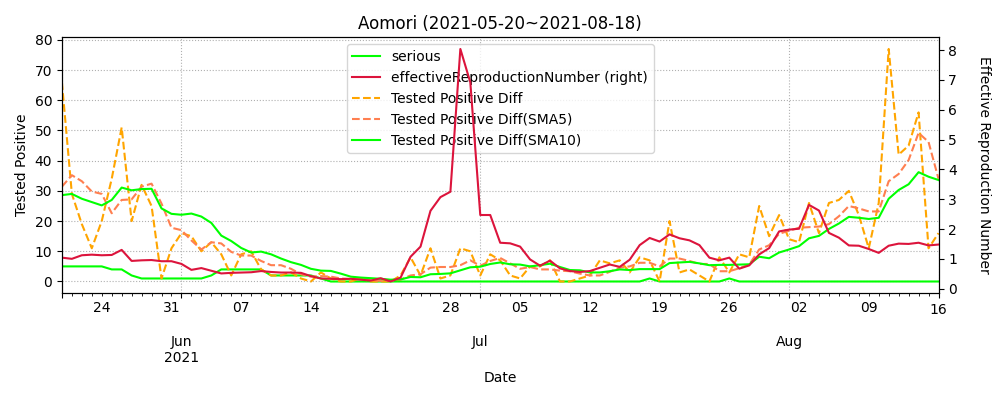 Aomori (2021-05-20~2021-08-18)
serious
effectiveReproductionNumber (right)
Tested Positive Diff
Tested Positive Diff(SMA5)
Tested Positive Diff(SMA10)
Tested Positive
80
70
60
50
40
30
20
10
0
Effective Reproduction Number
8
7
6
5
4
3
2
1
0
24 31 07 14 21 28 05 12 19 26 02 09 16
Jun Jul Aug
2021
Date